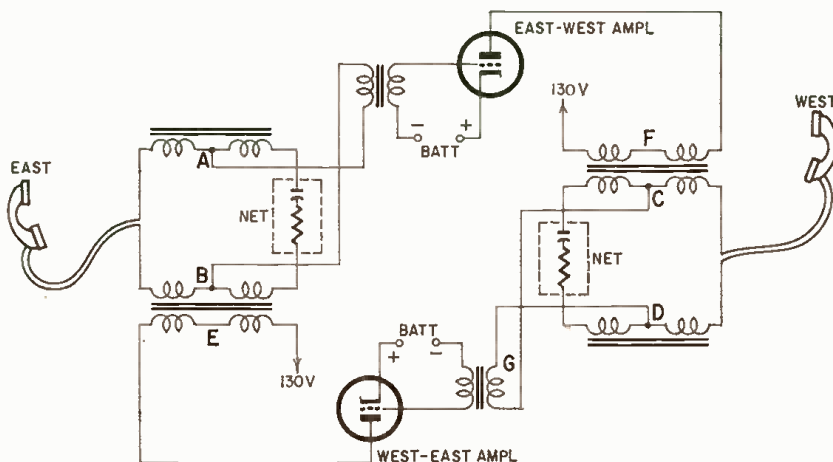 EAST-WEST AMPL
130V
WEST
F
− +
BATT
EAST
A
C
NET
NET
B
D
E
BATT
+ −
G
130V
WEST-EAST AMPL